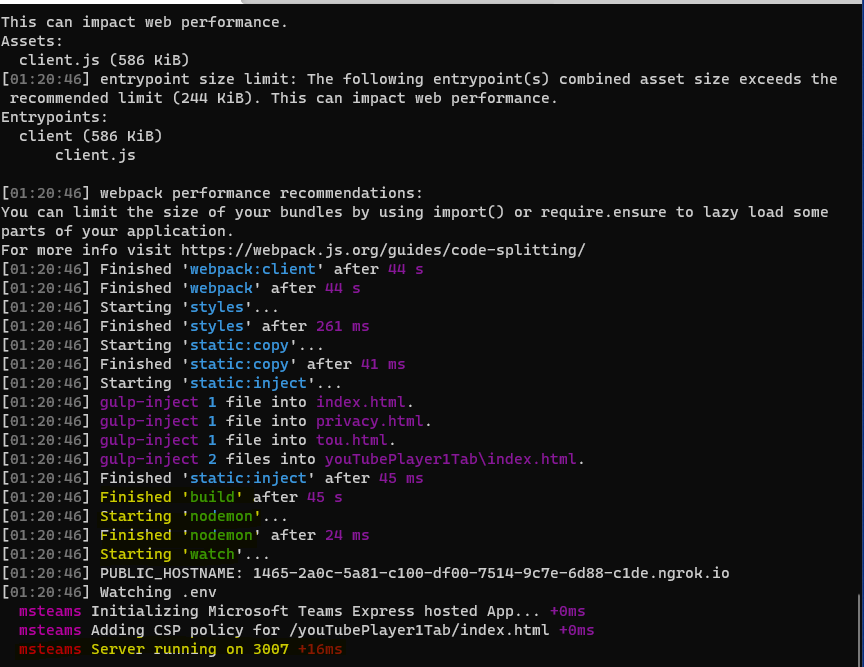 This can impact web performance.
Assets:
  client.js (586 KiB)
[01:20:46] entrypoint size limit: The following entrypoint(s) combined asset size exceeds the
 recommended limit (244 KiB). This can impact web performance.
Entrypoints:
  client (586 KiB)
      client.js

[01:20:46] webpack performance recommendations:
You can limit the size of your bundles by using import() or require.ensure to lazy load some
parts of your application.
For more info visit https://webpack.js.org/guides/code-splitting/
[01:20:46] Finished 'webpack:client' after 44 s
[01:20:46] Finished 'webpack' after 44 s
[01:20:46] Starting 'styles'...
[01:20:46] Finished 'styles' after 261 ms
[01:20:46] Starting 'static:copy'...
[01:20:46] Finished 'static:copy' after 41 ms
[01:20:46] Starting 'static:inject'...
[01:20:46] gulp-inject 1 file into index.html.
[01:20:46] gulp-inject 1 file into privacy.html.
[01:20:46] gulp-inject 1 file into tou.html.
[01:20:46] gulp-inject 2 files into youTubePlayer1Tab\index.html.
[01:20:46] Finished 'static:inject' after 45 ms
[01:20:46] Finished 'build' after 45 s
[01:20:46] Starting 'nodemon'...
[01:20:46] Finished 'nodemon' after 24 ms
[01:20:46] Starting 'watch'...
[01:20:46] PUBLIC_HOSTNAME: 1465-2a0c-5a81-c100-df00-7514-9c7e-6d88-c1de.ngrok.io
[01:20:46] Watching .env
  msteams Initializing Microsoft Teams Express hosted App... +0ms
  msteams Adding CSP policy for /youTubePlayer1Tab/index.html +0ms
  msteams Server running on 3007 +16ms